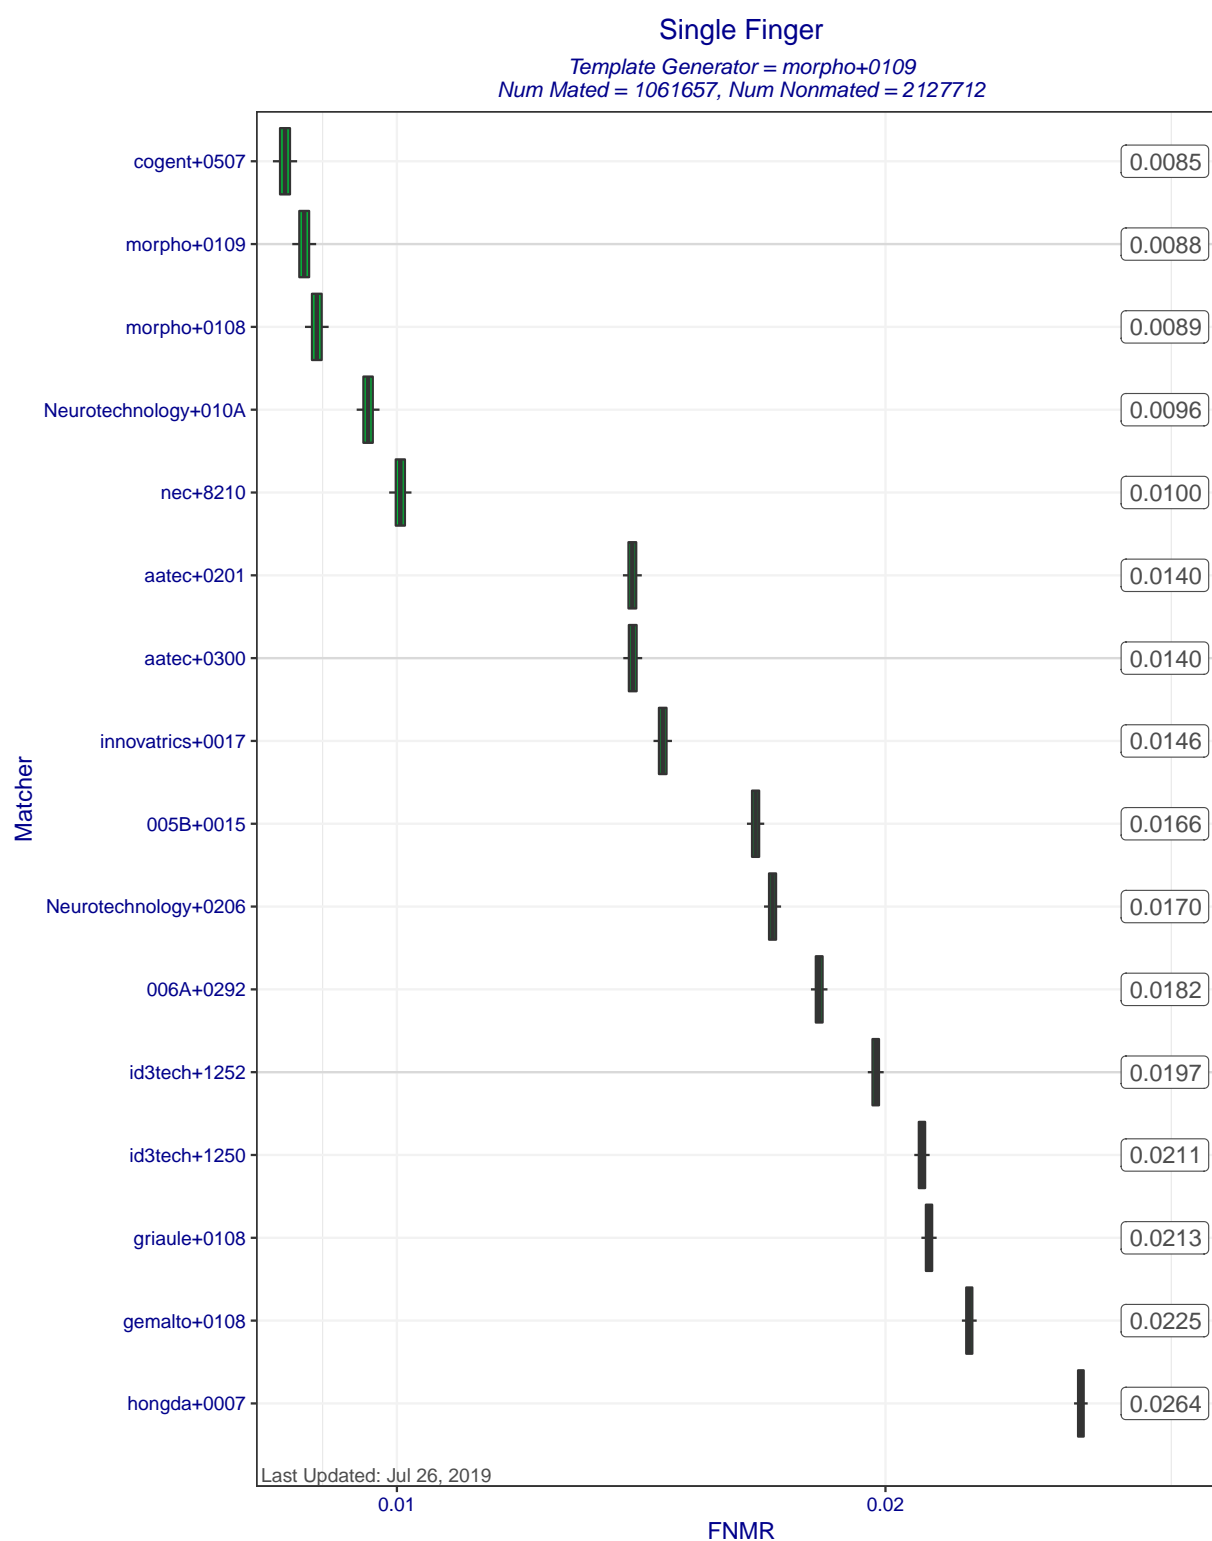 Single Finger
Template Generator = morpho+0109
Num Mated = 1061657, Num Nonmated = 2127712
cogent+0507 0.0085
morpho+0109 0.0088
morpho+0108 0.0089
Neurotechnology+010A 0.0096
nec+8210 0.0100
aatec+0201 0.0140
aatec+0300 0.0140
innovatrics+0017 0.0146
005B+0015 0.0166
Neurotechnology+0206 0.0170
006A+0292 0.0182
id3tech+1252 0.0197
id3tech+1250 0.0211
griaule+0108 0.0213
gemalto+0108 0.0225
hongda+0007 0.0264
Matcher
Last Updated: Jul 26, 2019
0.01 0.02
FNMR